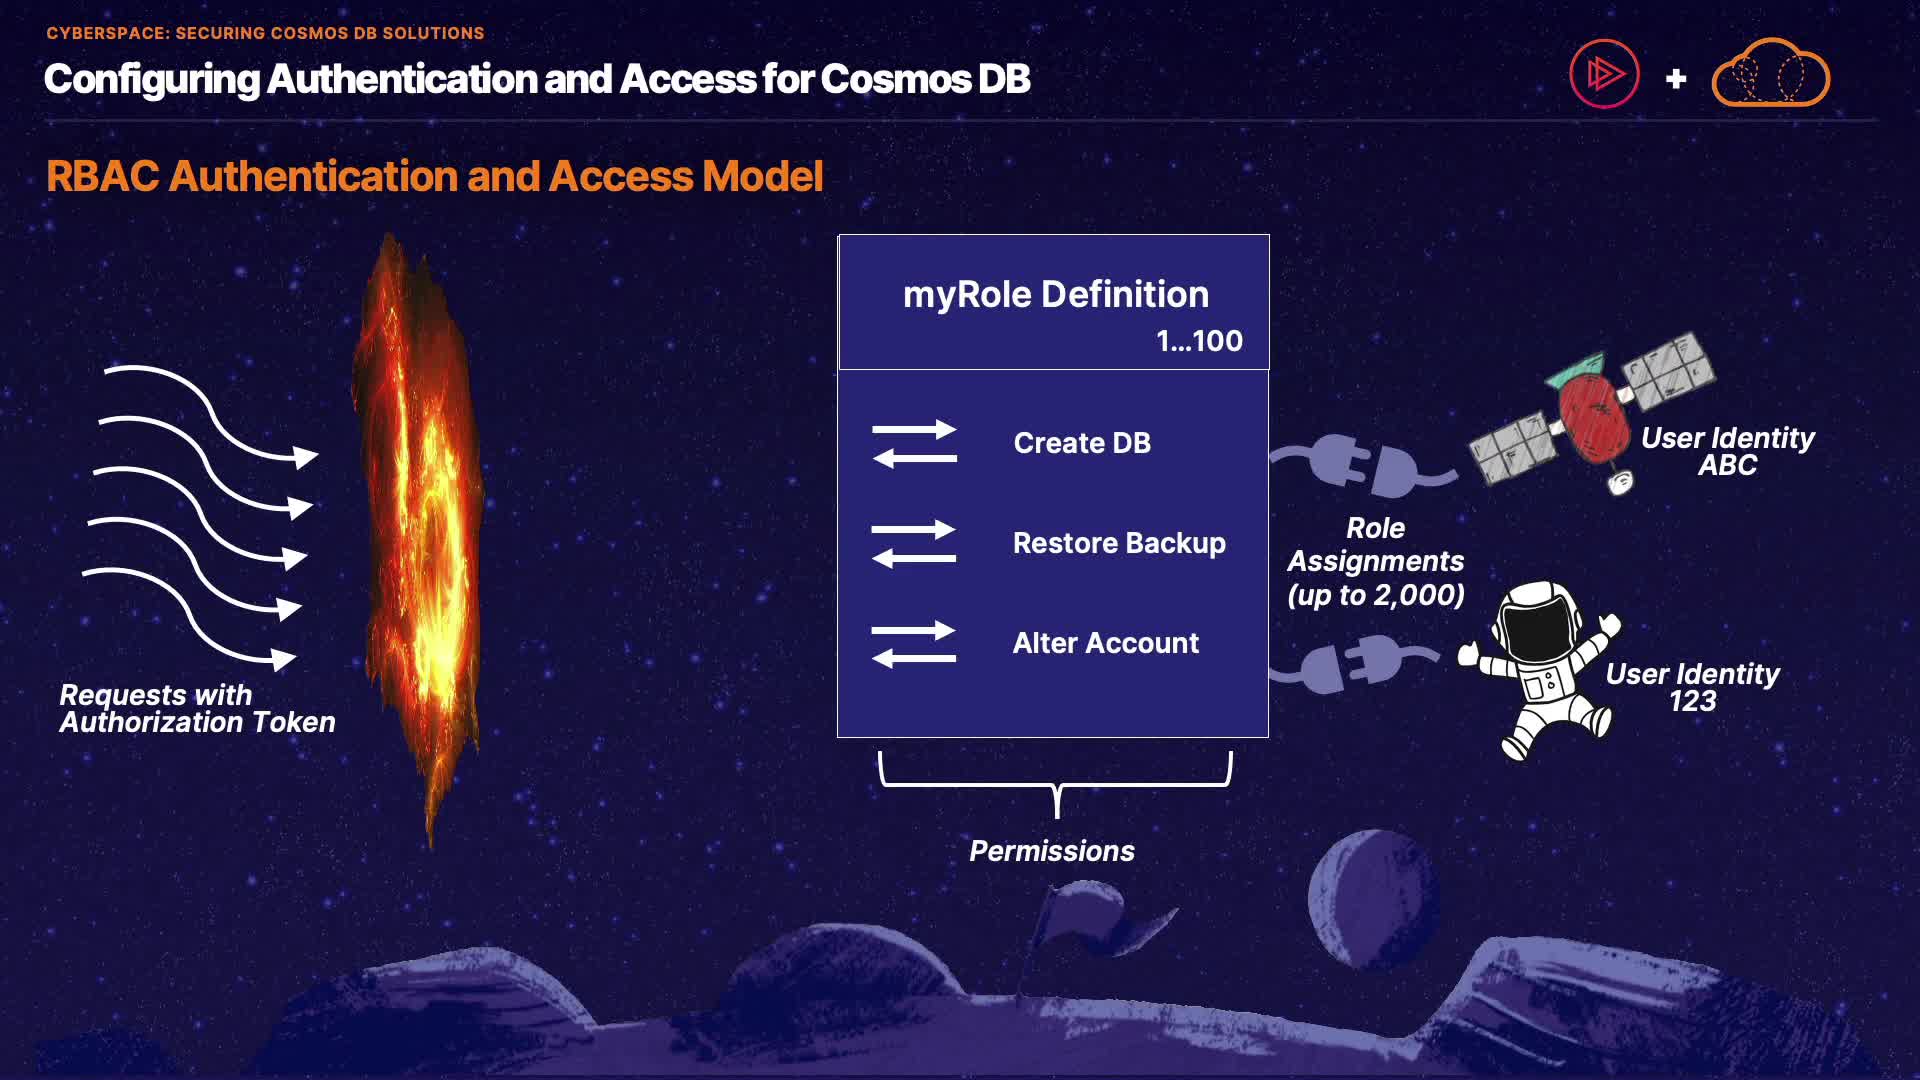 CYBERSPACE: SECURING COSMOS DB SOLUTIONS
Configuring Authentication and Access for Cosmos DB
+
RBAC Authentication and Access Model
myRole Definition
1...100
Create DB
Restore Backup
Alter Account
Permissions
Requests with
Authorization Token
Role
Assignments
(up to 2,000)
User Identity
ABC
User Identity
123